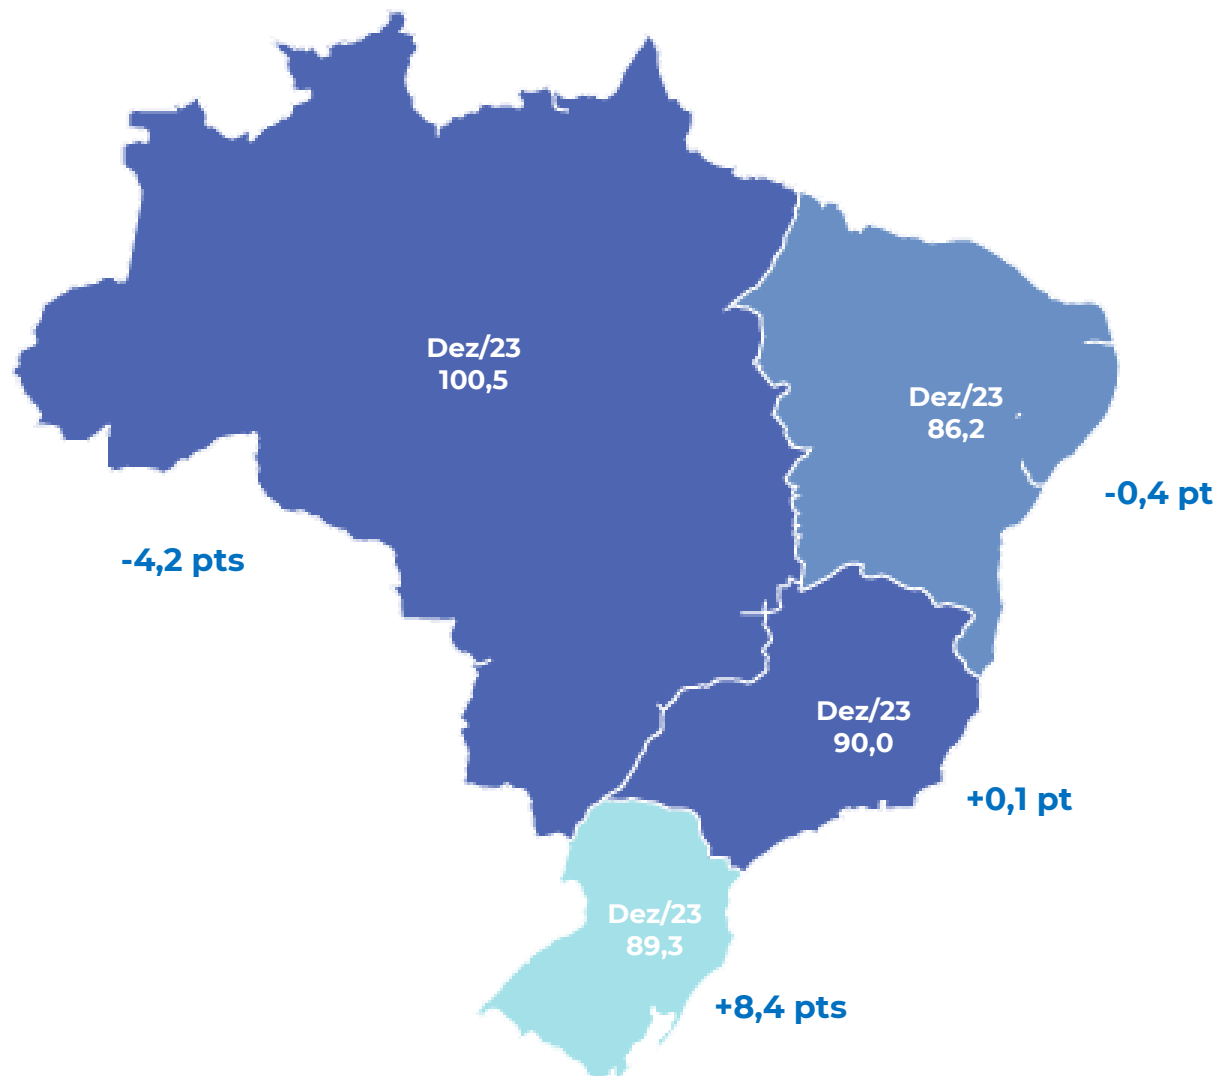 Dez/23
100,5
Dez/23
86,2
-0,4 pt
-4,2 pts
Dez/23
90,0
+0,1 pt
Dez/23
89,3
+8,4 pts